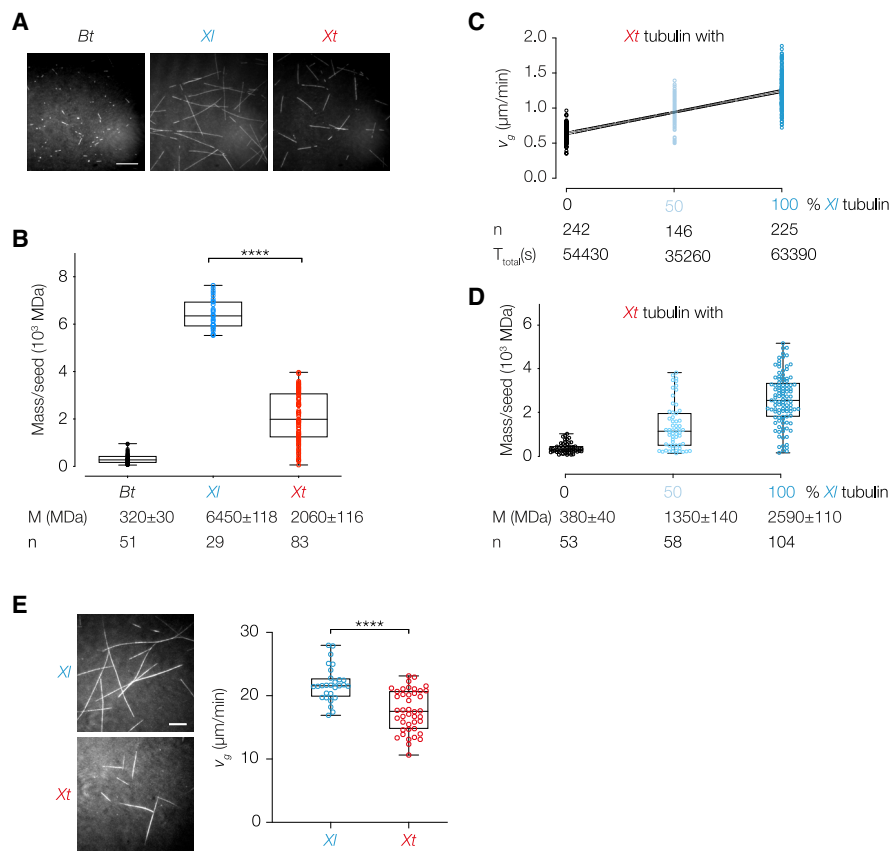 A
Bt Xl Xt
B
****
Mass/seed (10³ MDa)
8
6
4
2
0
Bt Xl Xt
M (MDa) 320±30 6450±118 2060±116
n 51 29 83
C
Xt tubulin with
v_g (µm/min)
2.0
1.5
1.0
0.5
0.0
0 50 100 % Xl tubulin
n 242 146 225
T_total(s) 54430 35260 63390
D
Xt tubulin with
Mass/seed (10³ MDa)
6
4
2
0
0 50 100 % Xl tubulin
M (MDa) 380±40 1350±140 2590±110
n 53 58 104
E
Xl
Xt
****
v_g (µm/min)
30
20
10
0
Xl Xt